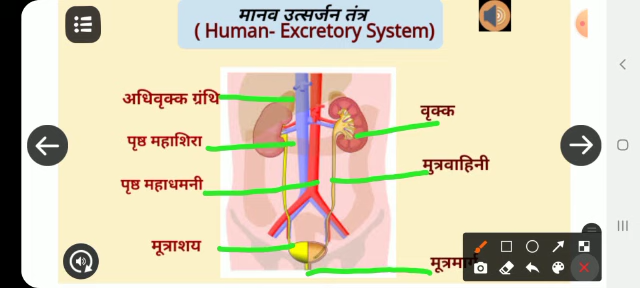 मानव उत्सर्जन तंत्र
( Human- Excretory System)
अधिवृक्क ग्रंथि
वृक्क
पृष्ठ महाशिरा
मुत्रवाहिनी
पृष्ठ महाधमनी
मूत्राशय
मूत्रमार्ग